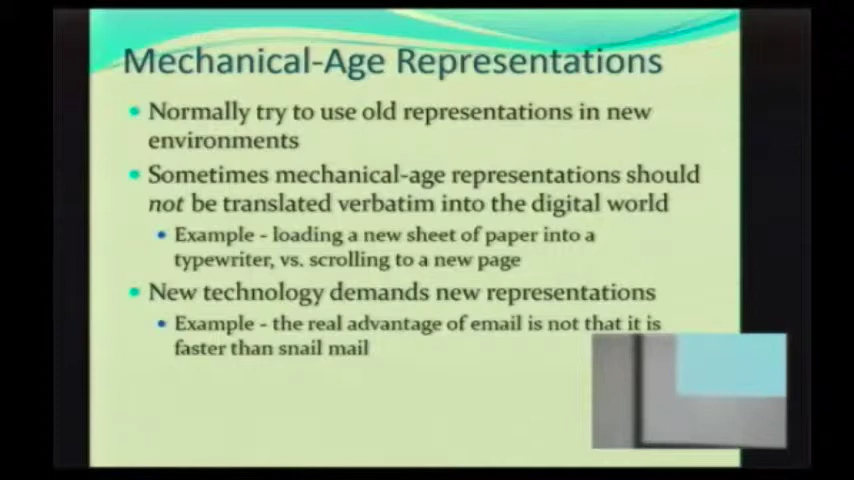 Mechanical-Age Representations
Normally try to use old representations in new
environments
Sometimes mechanical-age representations should
not be translated verbatim into the digital world
Example - loading a new sheet of paper into a
typewriter, vs. scrolling to a new page
New technology demands new representations
Example - the real advantage of email is not that it is
faster than snail mail